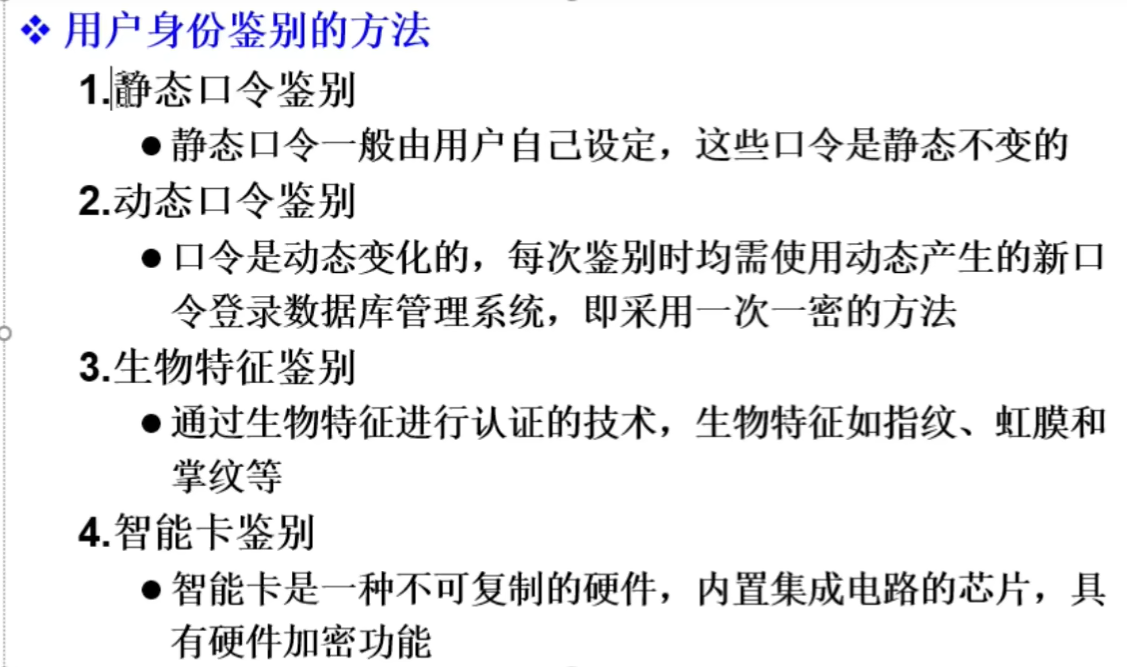 ❖ 用户身份鉴别的方法
1.静态口令鉴别
● 静态口令一般由用户自己设定，这些口令是静态不变的
2.动态口令鉴别
● 口令是动态变化的，每次鉴别时均需使用动态产生的新口
令登录数据库管理系统，即采用一次一密的方法
3.生物特征鉴别
● 通过生物特征进行认证的技术，生物特征如指纹、虹膜和
掌纹等
4.智能卡鉴别
● 智能卡是一种不可复制的硬件，内置集成电路的芯片，具
有硬件加密功能